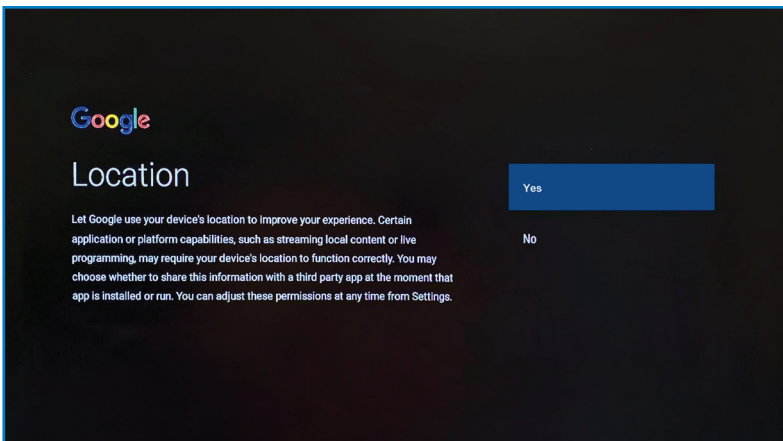 Google
Location
Let Google use your device's location to improve your experience. Certain
application or platform capabilities, such as streaming local content or live
programming, may require your device's location to function correctly. You may
choose whether to share this information with a third party app at the moment that
app is installed or run. You can adjust these permissions at any time from Settings.
Yes
No